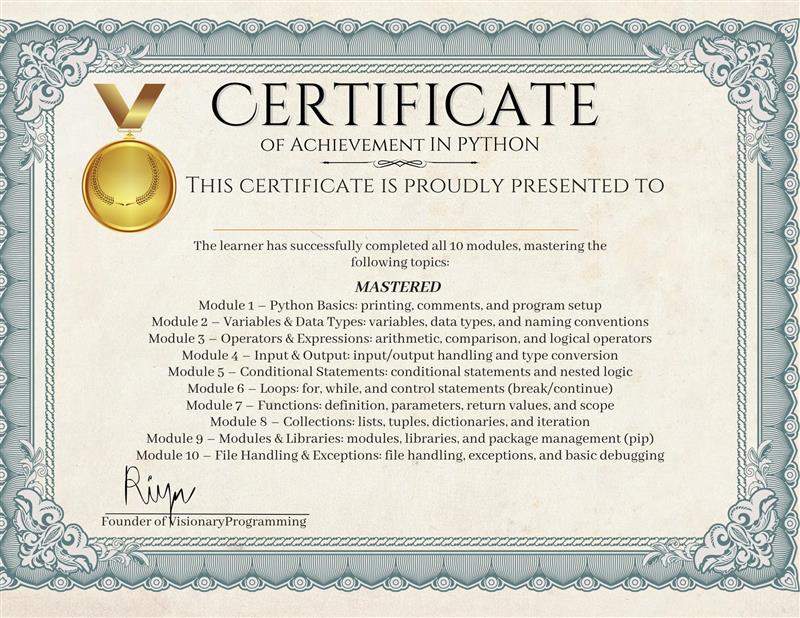 CERTIFICATE
OF ACHIEVEMENT IN PYTHON
THIS CERTIFICATE IS PROUDLY PRESENTED TO
The learner has successfully completed all 10 modules, mastering the
following topics:
MASTERED
Module 1 – Python Basics: printing, comments, and program setup
Module 2 – Variables & Data Types: variables, data types, and naming conventions
Module 3 – Operators & Expressions: arithmetic, comparison, and logical operators
Module 4 – Input & Output: input/output handling and type conversion
Module 5 – Conditional Statements: conditional statements and nested logic
Module 6 – Loops: for, while, and control statements (break/continue)
Module 7 – Functions: definition, parameters, return values, and scope
Module 8 – Collections: lists, tuples, dictionaries, and iteration
Module 9 – Modules & Libraries: modules, libraries, and package management (pip)
Module 10 – File Handling & Exceptions: file handling, exceptions, and basic debugging
Founder of VisionaryProgramming